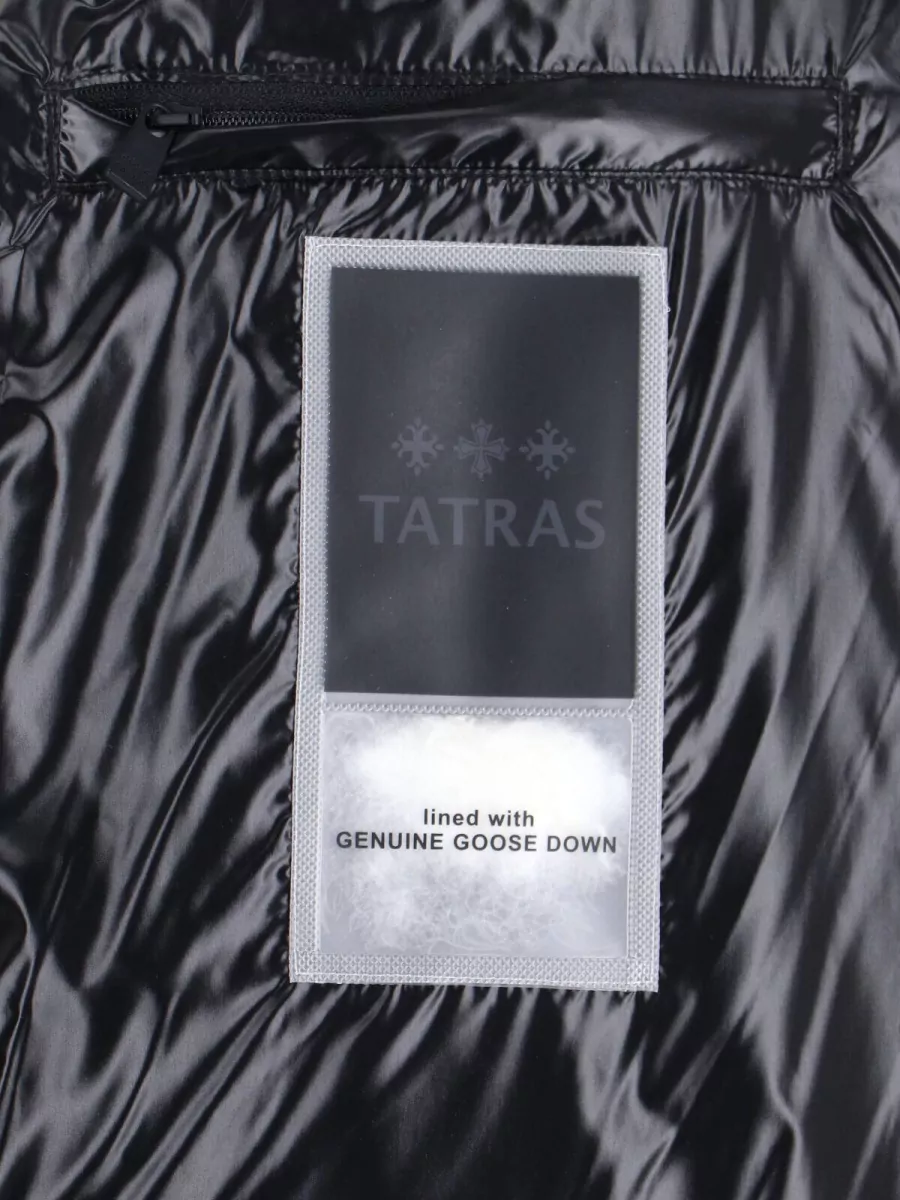 TATRAS
lined with
GENUINE GOOSE DOWN